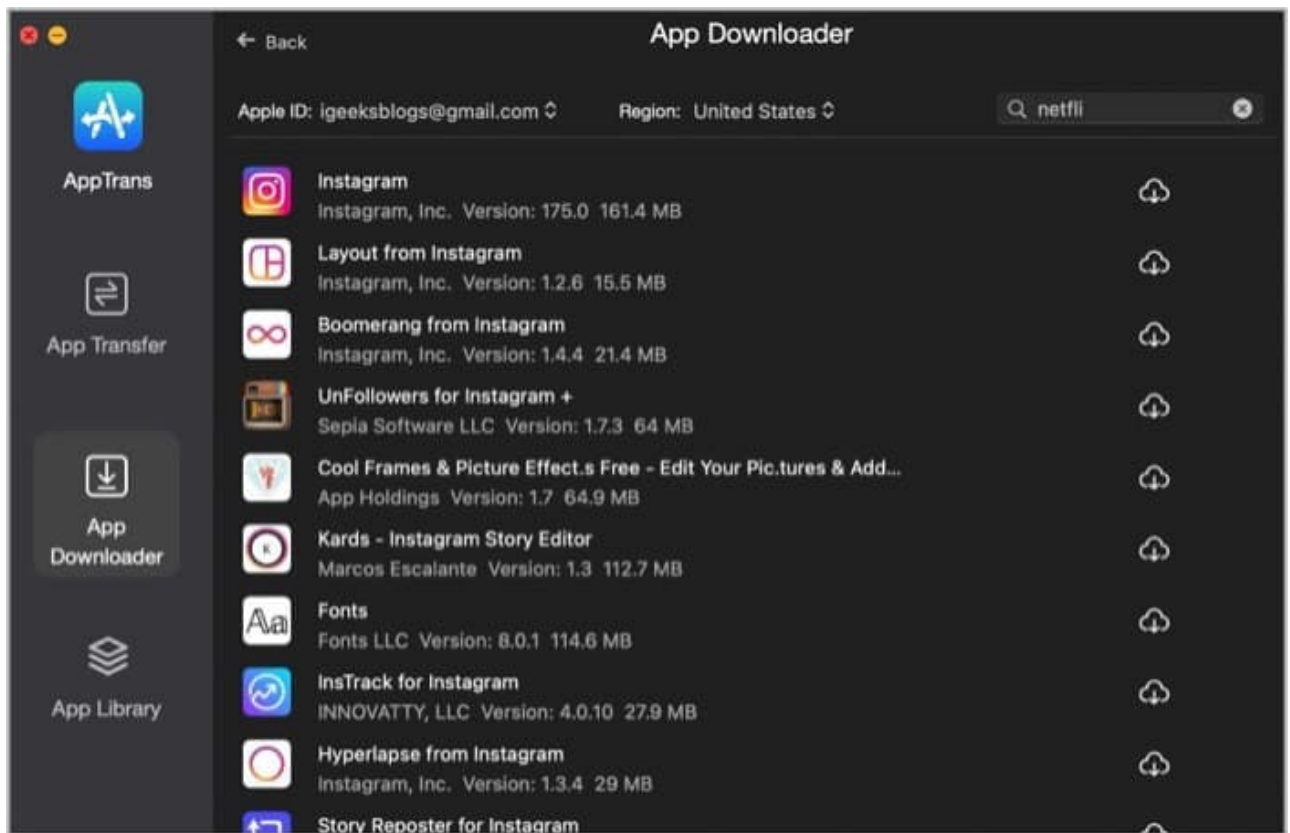 ← Back
App Downloader
Apple ID: igeeksblogs@gmail.com
Region: United States
netfli
AppTrans
App Transfer
App
Downloader
App Library
Instagram
Instagram, Inc. Version: 175.0 161.4 MB
Layout from Instagram
Instagram, Inc. Version: 1.2.6 15.5 MB
Boomerang from Instagram
Instagram, Inc. Version: 1.4.4 21.4 MB
UnFollowers for Instagram +
Sepia Software LLC Version: 1.7.3 64 MB
Cool Frames & Picture Effect.s Free - Edit Your Pic.tures & Add...
App Holdings Version: 1.7 64.9 MB
K
Kards - Instagram Story Editor
Marcos Escalante Version: 1.3 112.7 MB
Aa
Fonts
Fonts LLC Version: 8.0.1 114.6 MB
InsTrack for Instagram
INNOVATTY, LLC Version: 4.0.10 27.9 MB
Hyperlapse from Instagram
Instagram, Inc. Version: 1.3.4 29 MB
Story Reposter for Instagram